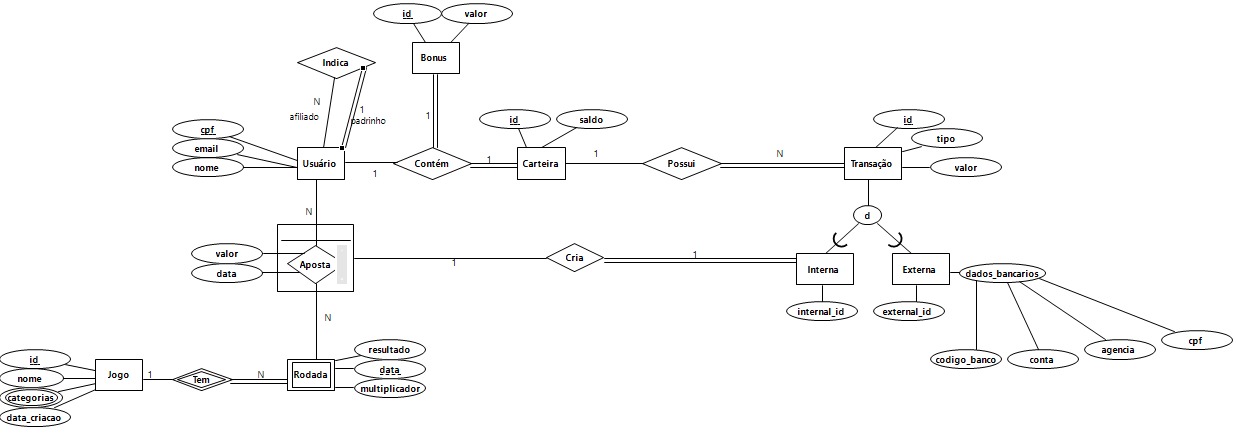 id
valor
Bonus
Indica
N
afiliado
1
padrinho
1
cpf
email
nome
Usuário
1
Contém
1
id
saldo
Carteira
1
Possui
N
id
tipo
valor
Transação
d
N
valor
data
Aposta
1
Cria
1
Interna
Externa
dados_bancarios
internal_id
external_id
codigo_banco
conta
agencia
cpf
N
id
nome
categorias
data_criacao
Jogo
1
Tem
N
Rodada
resultado
data
multiplicador